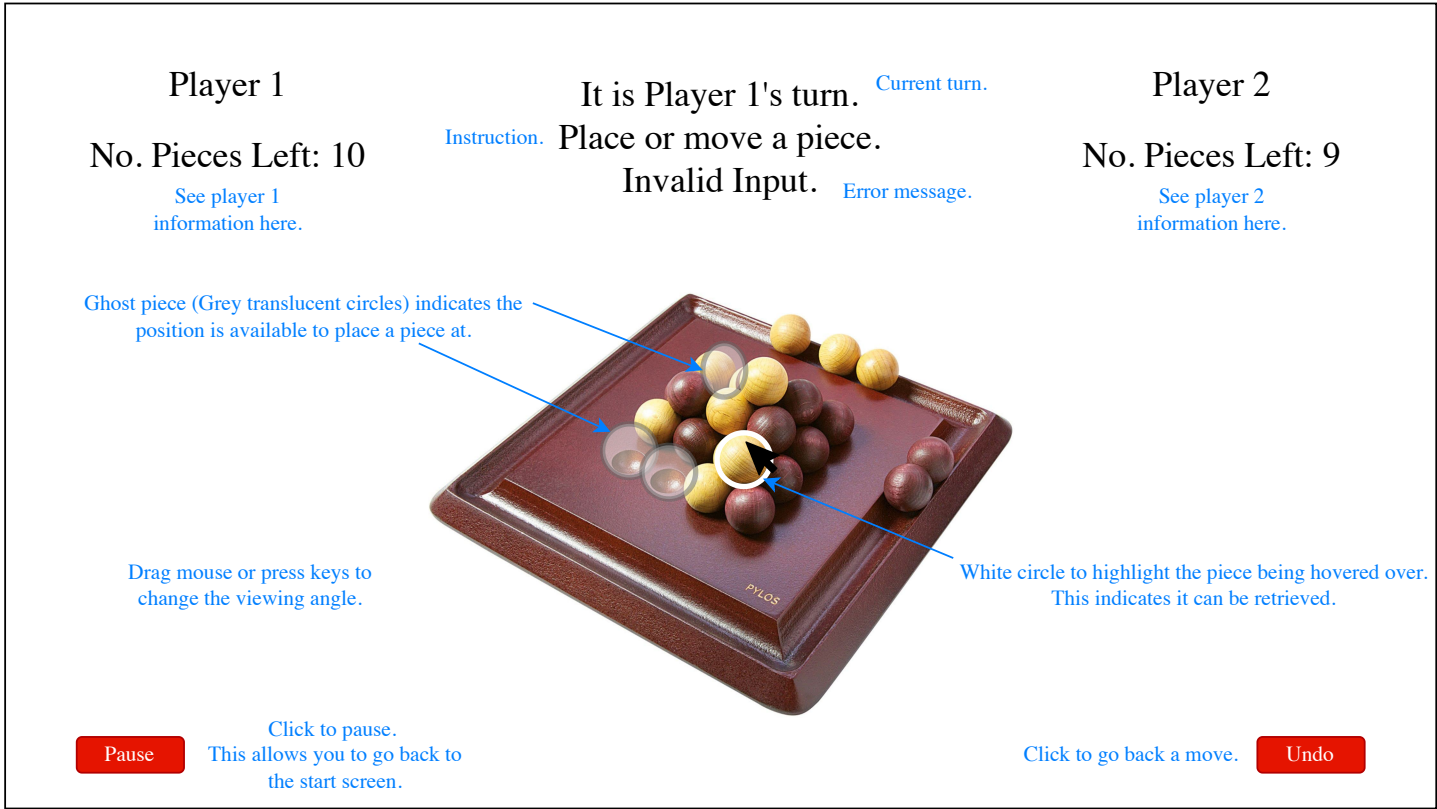 Player 1
No. Pieces Left: 10
See player 1
information here.
It is Player 1's turn.
Current turn.
Instruction.
Place or move a piece.
Invalid Input.
Error message.
Player 2
No. Pieces Left: 9
See player 2
information here.
Ghost piece (Grey translucent circles) indicates the
position is available to place a piece at.
Drag mouse or press keys to
change the viewing angle.
PYLOS
White circle to highlight the piece being hovered over.
This indicates it can be retrieved.
Pause
Click to pause.
This allows you to go back to
the start screen.
Click to go back a move.
Undo